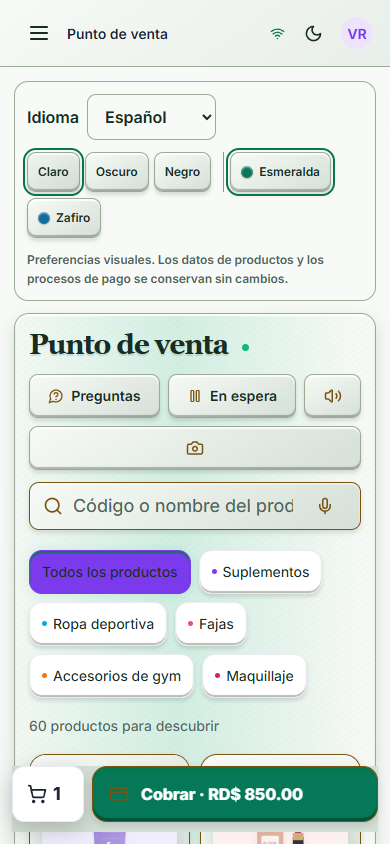 Punto de venta
VR
Idioma
Español
Claro
Oscuro
Negro
Esmeralda
Zafiro
Preferencias visuales. Los datos de productos y los
procesos de pago se conservan sin cambios.
Punto de venta
Preguntas
En espera
Código o nombre del prod
Todos los productos
Suplementos
Ropa deportiva
Fajas
Accesorios de gym
Maquillaje
60 productos para descubrir
1
Cobrar · RD$ 850.00